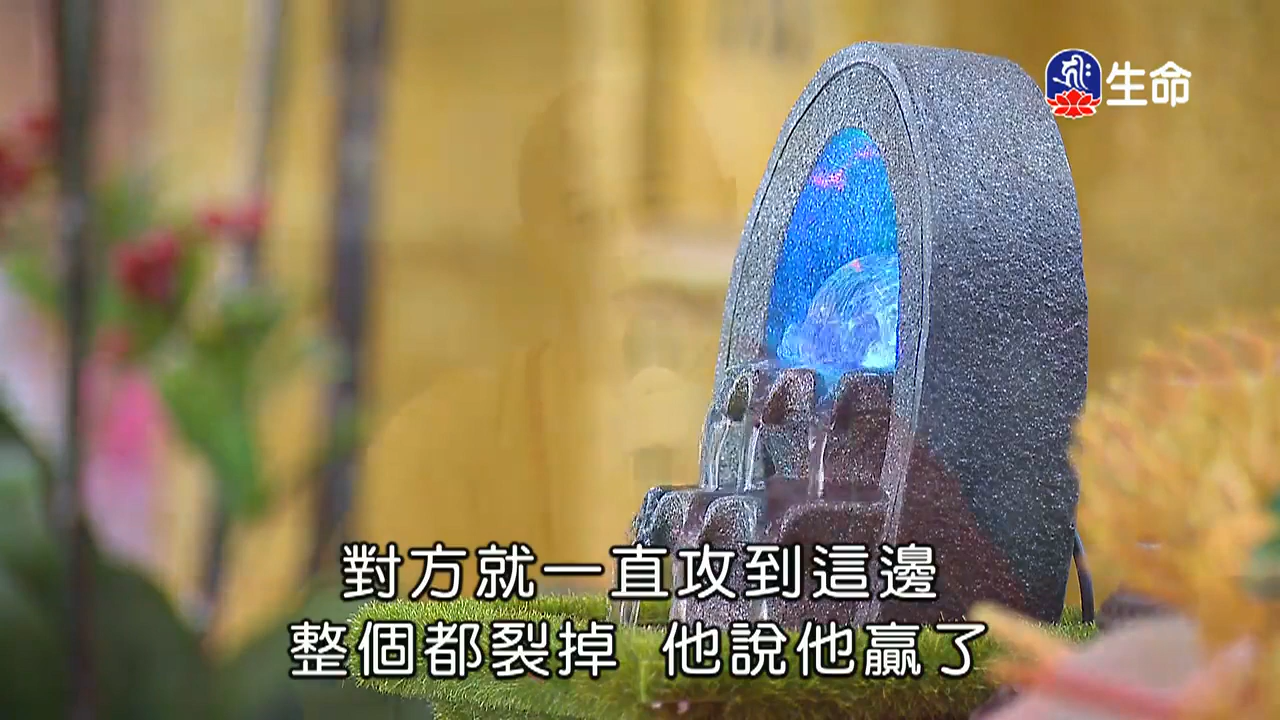 生命
對方就一直攻到這邊
整個都裂掉 他說他贏了